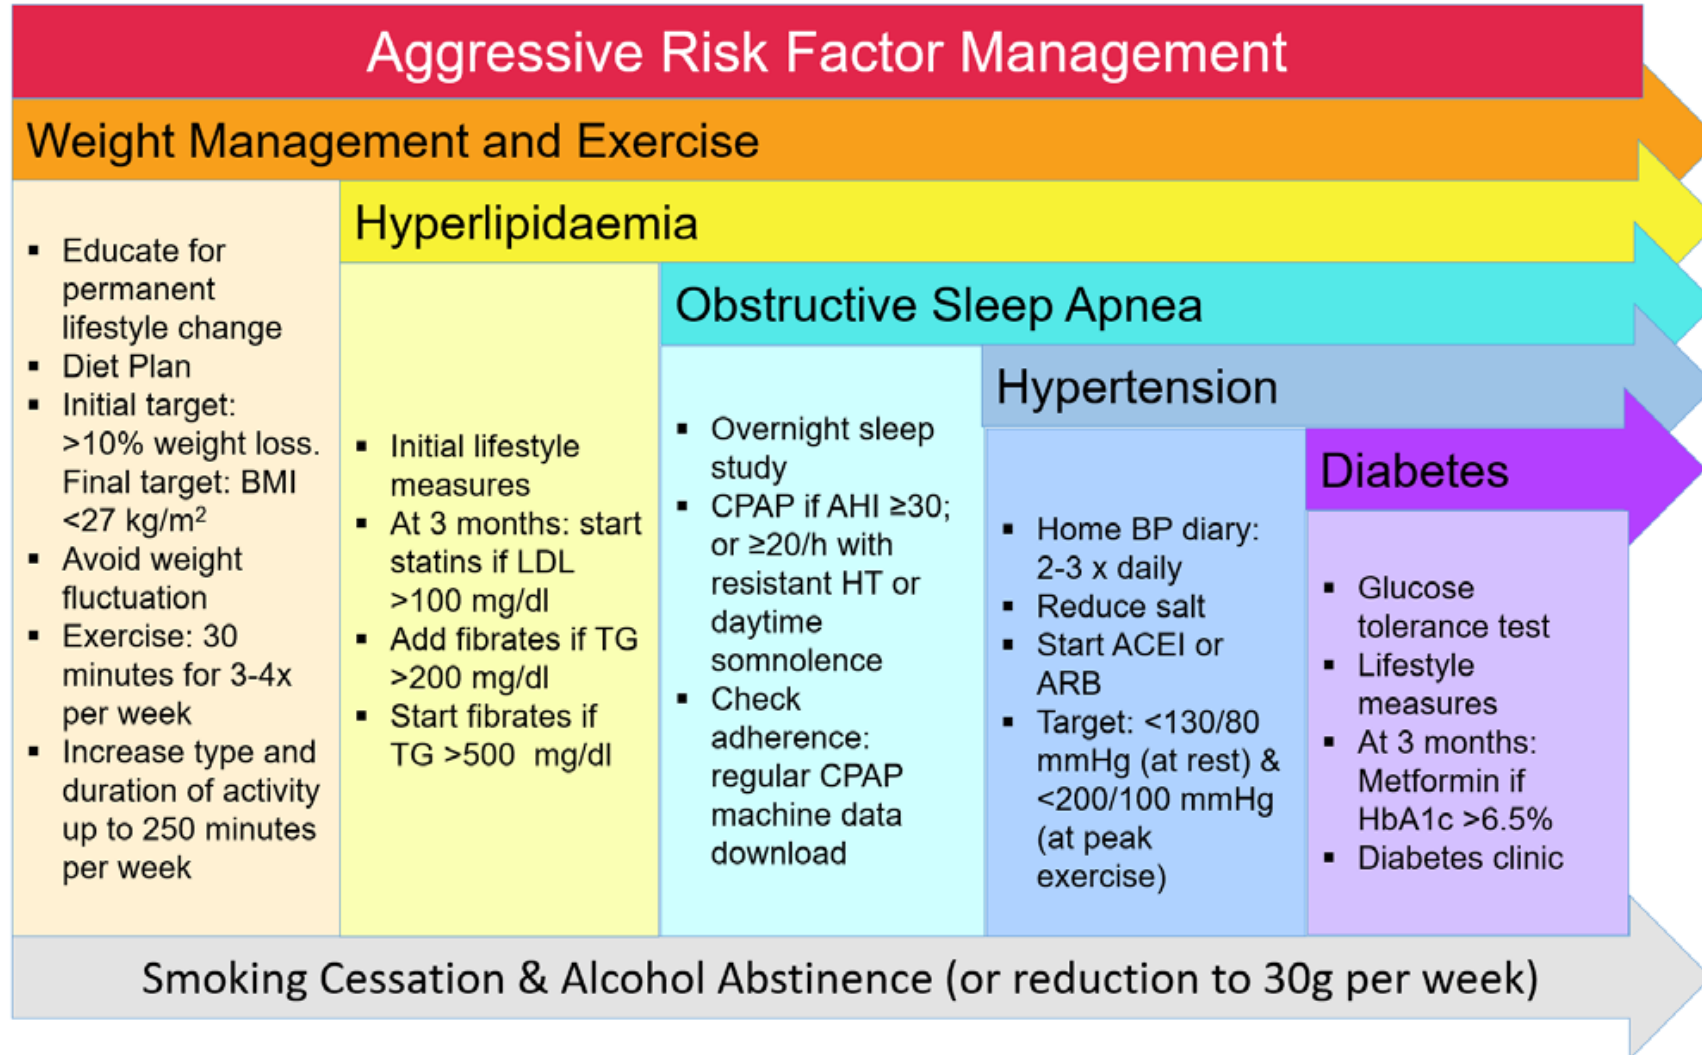 Aggressive Risk Factor Management
Weight Management and Exercise
▪ Educate for
permanent
lifestyle change
▪ Diet Plan
▪ Initial target:
>10% weight loss.
Final target: BMI
<27 kg/m²
▪ Avoid weight
fluctuation
▪ Exercise: 30
minutes for 3-4x
per week
▪ Increase type and
duration of activity
up to 250 minutes
per week
Hyperlipidaemia
▪ Initial lifestyle
measures
▪ At 3 months: start
statins if LDL
>100 mg/dl
▪ Add fibrates if TG
>200 mg/dl
▪ Start fibrates if
TG >500 mg/dl
Obstructive Sleep Apnea
▪ Overnight sleep
study
▪ CPAP if AHI ≥30;
or ≥20/h with
resistant HT or
daytime
somnolence
▪ Check
adherence:
regular CPAP
machine data
download
Hypertension
▪ Home BP diary:
2-3 x daily
▪ Reduce salt
▪ Start ACEI or
ARB
▪ Target: <130/80
mmHg (at rest) &
<200/100 mmHg
(at peak
exercise)
Diabetes
▪ Glucose
tolerance test
▪ Lifestyle
measures
▪ At 3 months:
Metformin if
HbA1c >6.5%
▪ Diabetes clinic
Smoking Cessation & Alcohol Abstinence (or reduction to 30g per week)